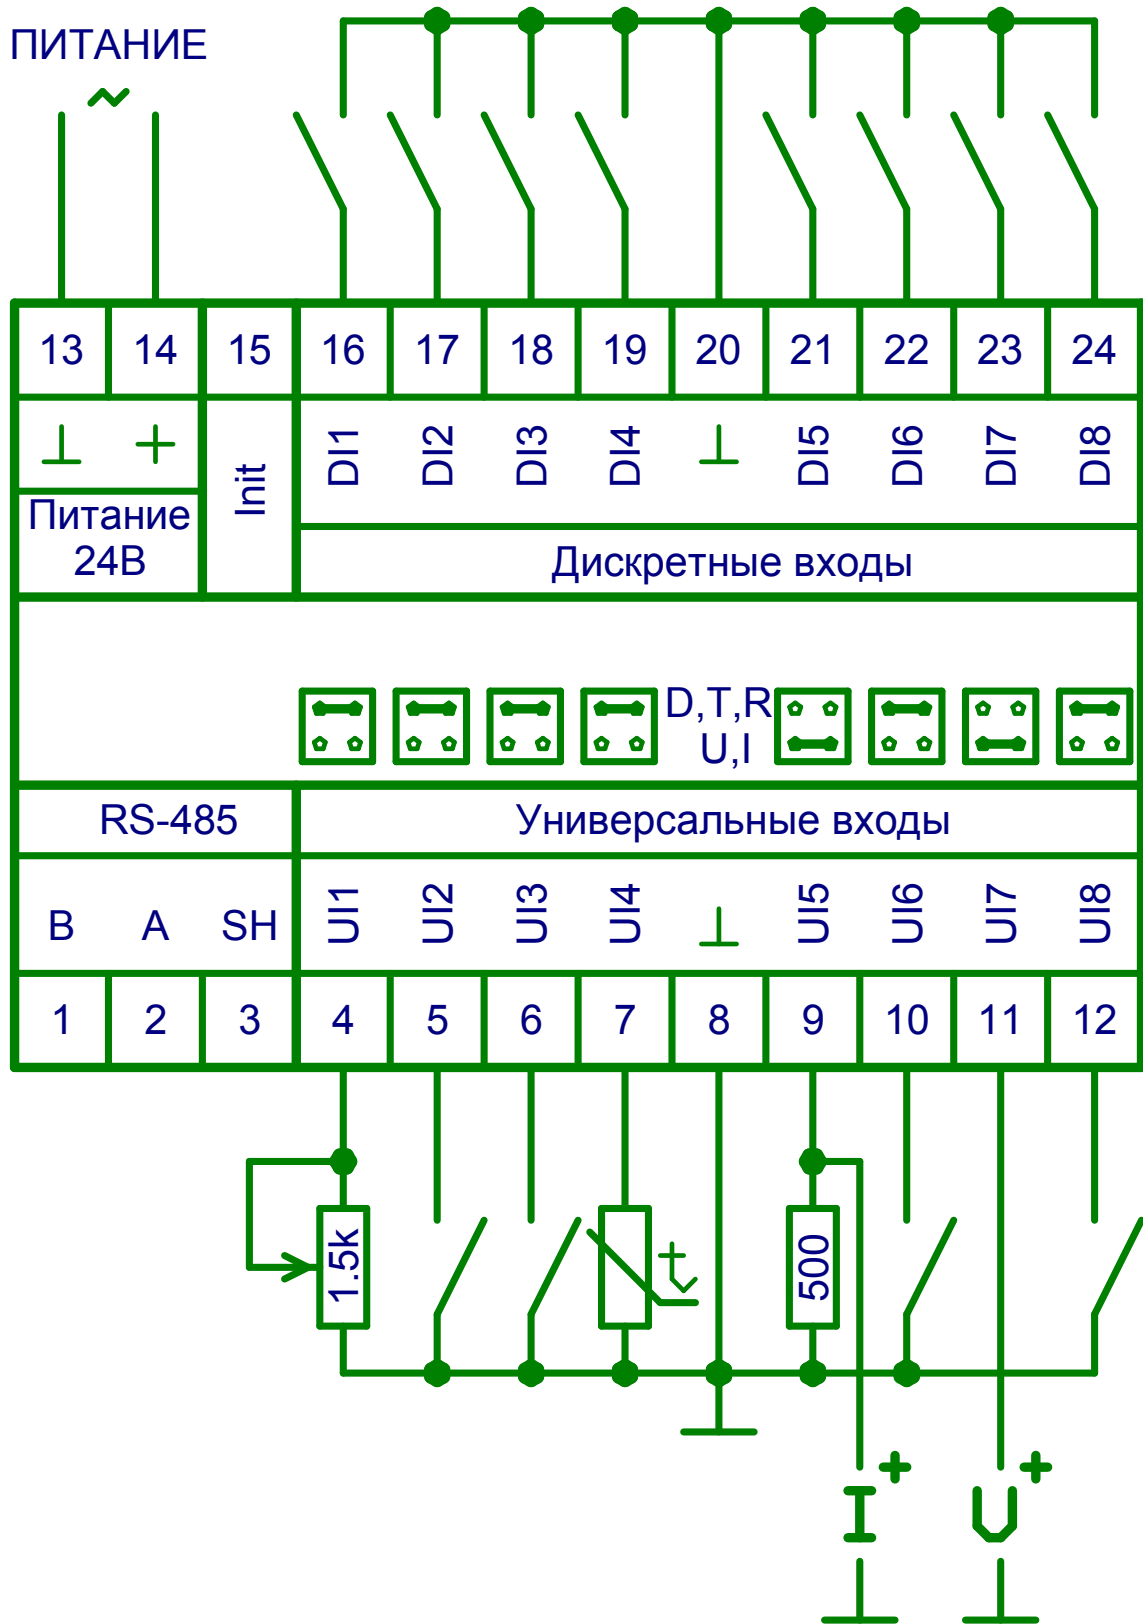 ПИТАНИЕ
~
13 14 15 16 17 18 19 20 21 22 23 24
⊥ + Init DI1 DI2 DI3 DI4 ⊥ DI5 DI6 DI7 DI8
Питание
24В
Дискретные входы
D,T,R
U,I
RS-485 Универсальные входы
B A SH UI1 UI2 UI3 UI4 ⊥ UI5 UI6 UI7 UI8
1 2 3 4 5 6 7 8 9 10 11 12
1.5k t 500
I + U +